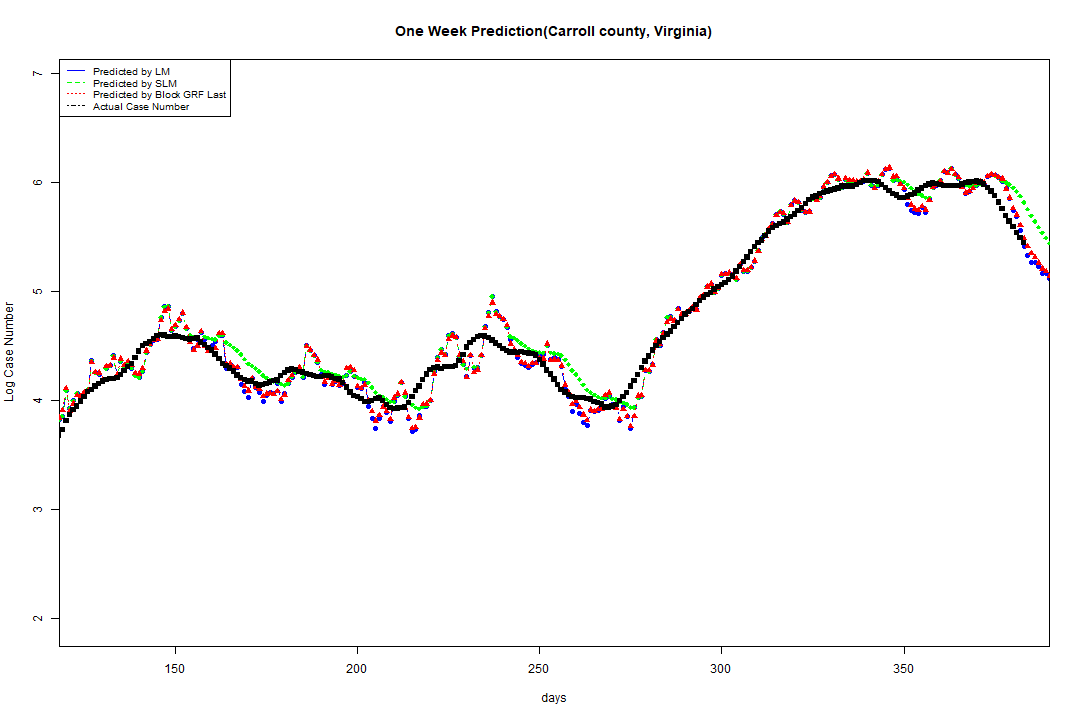 One Week Prediction(Carroll county, Virginia)
Predicted by LM
Predicted by SLM
Predicted by Block GRF Last
Actual Case Number
7
6
5
4
3
2
Log Case Number
150 200 250 300 350
days